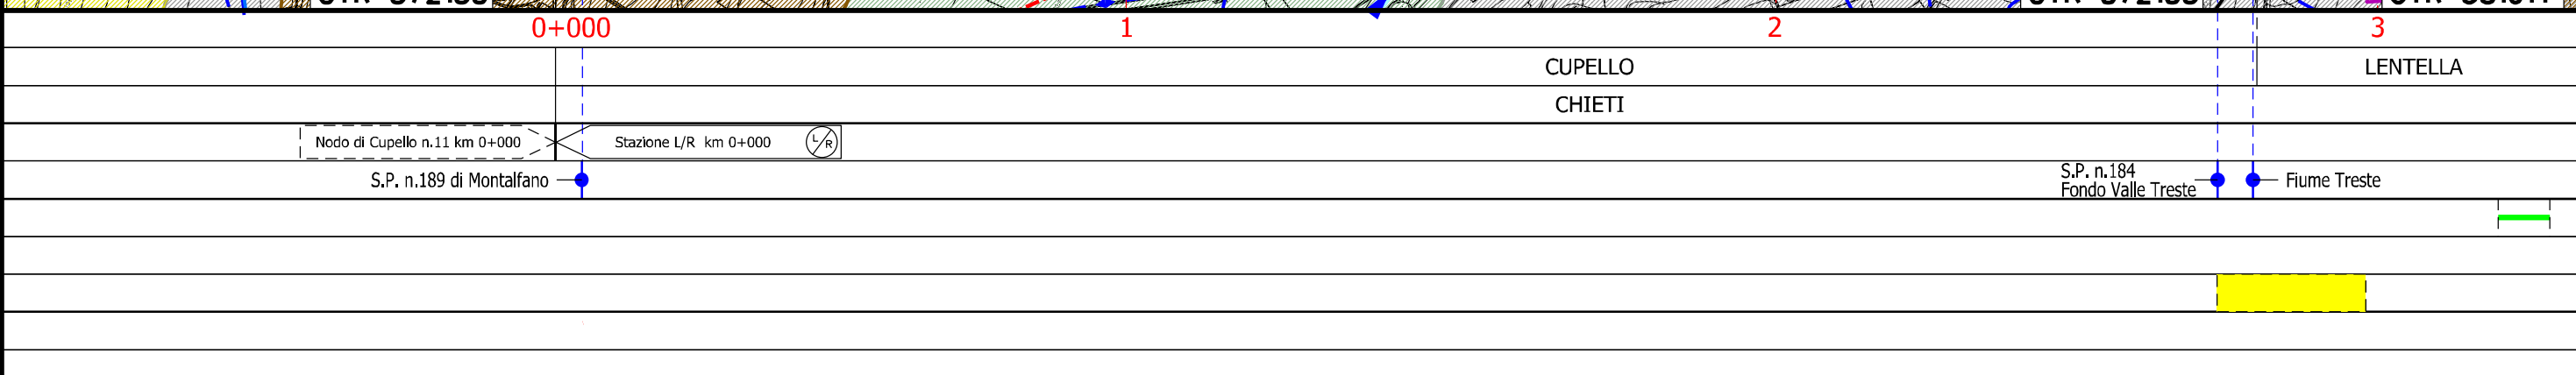 0+000 1 2 3
CUPELLO LENTELLA
CHIETI
Nodo di Cupello n.11 km 0+000 Stazione L/R km 0+000 L/R
S.P. n.189 di Montalfano
S.P. n.184
Fondo Valle Treste
Fiume Treste